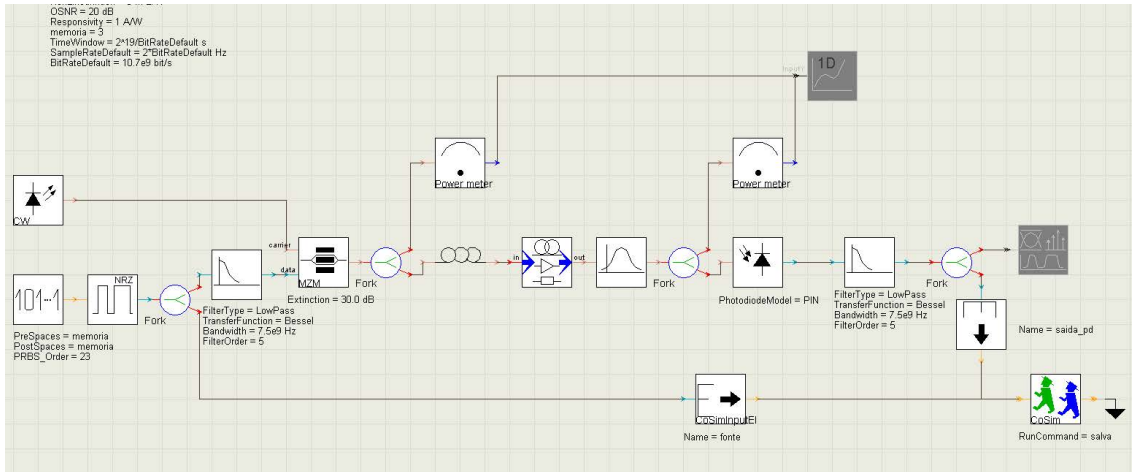 OSNR = 20 dB
Responsivity = 1 A/W
memoria = 3
TimeWindow = 2^19/BitRateDefault s
SampleRateDefault = 2*BitRateDefault Hz
BitRateDefault = 10.7e9 bit/s
1D
input1
Power meter
Power meter
CW
carrier
data
MZM
Extinction = 30.0 dB
Fork
in
out
Fork
PhotodiodeModel = PIN
Fork
101...1
NRZ
Fork
FilterType = LowPass
TransferFunction = Bessel
Bandwidth = 7.5e9 Hz
FilterOrder = 5
FilterType = LowPass
TransferFunction = Bessel
Bandwidth = 7.5e9 Hz
FilterOrder = 5
PreSpaces = memoria
PostSpaces = memoria
PRBS_Order = 23
Name = saida_pd
CoSimInputEl
Name = fonte
CoSim
RunCommand = salva